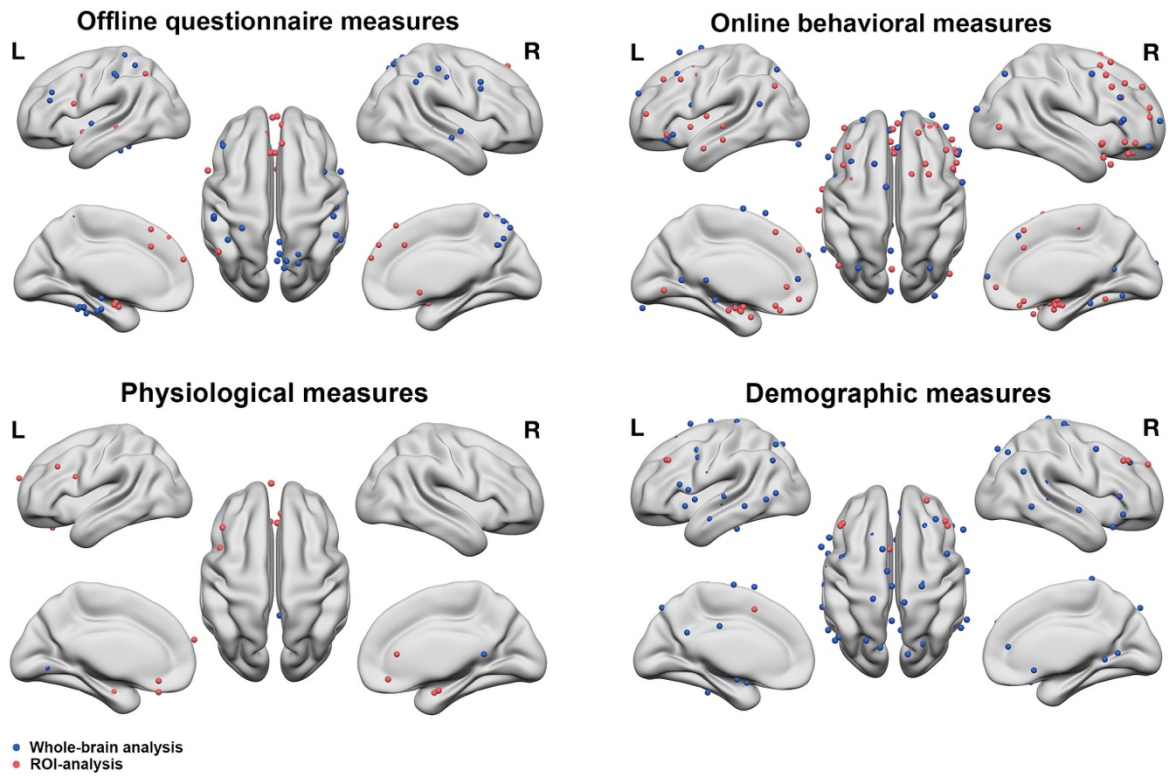 Offline questionnaire measures
Online behavioral measures
L
R
L
R
Physiological measures
Demographic measures
L
R
L
R
Whole-brain analysis
ROI-analysis